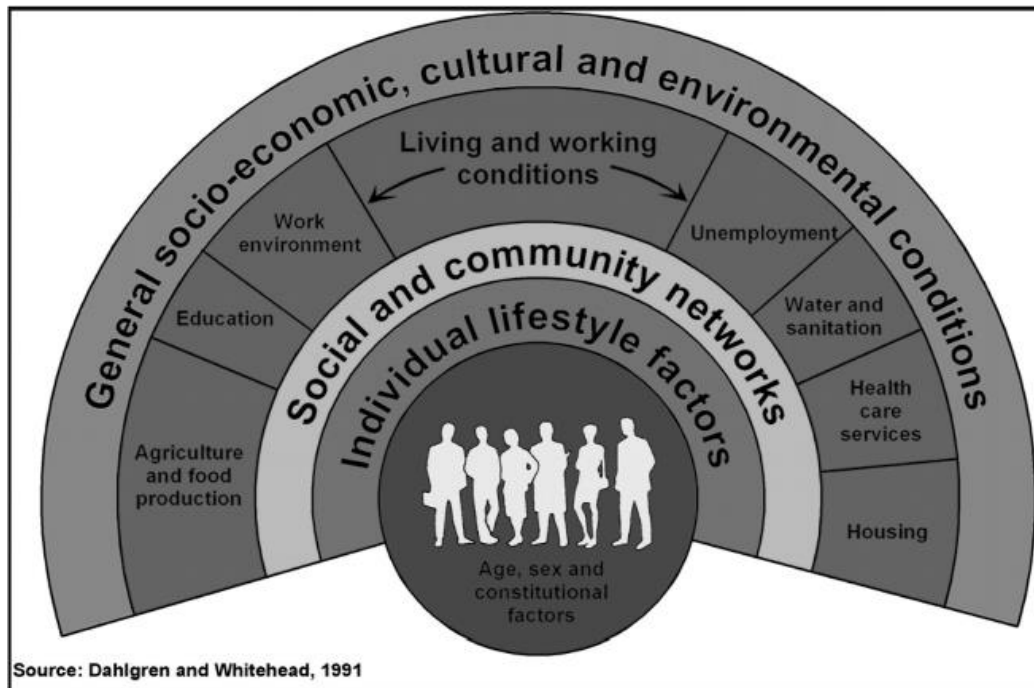 General socio-economic, cultural and environmental conditions
Living and working
conditions
Work
environment
Education
Agriculture
and food
production
Unemployment
Water and
sanitation
Health
care
services
Housing
Social and community networks
Individual lifestyle factors
Age, sex and
constitutional
factors
Source: Dahlgren and Whitehead, 1991